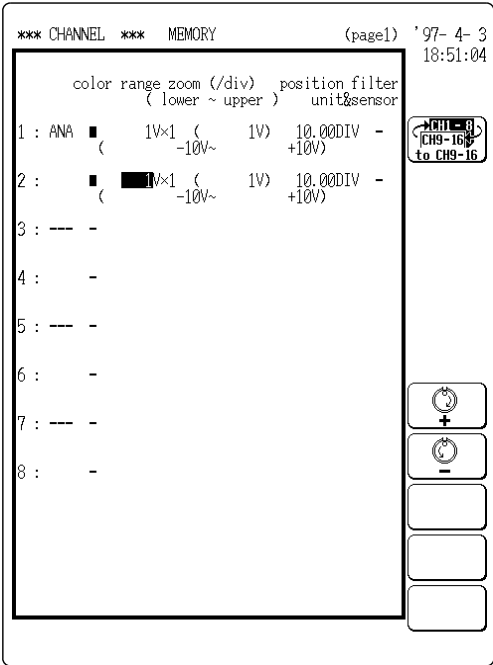 *** CHANNEL *** MEMORY (page1) '97- 4- 3
18:51:04
color range zoom (/div) position filter
( lower ~ upper ) unit&sensor
1 : ANA ■ 1V×1 ( 1V) 10.00DIV -
( -10V~ +10V)
2 : ■ 1V×1 ( 1V) 10.00DIV -
( -10V~ +10V)
3 : --- -
4 : -
5 : --- -
6 : -
7 : --- -
8 : -
CH1- 8
CH9-16
to CH9-16
+
-